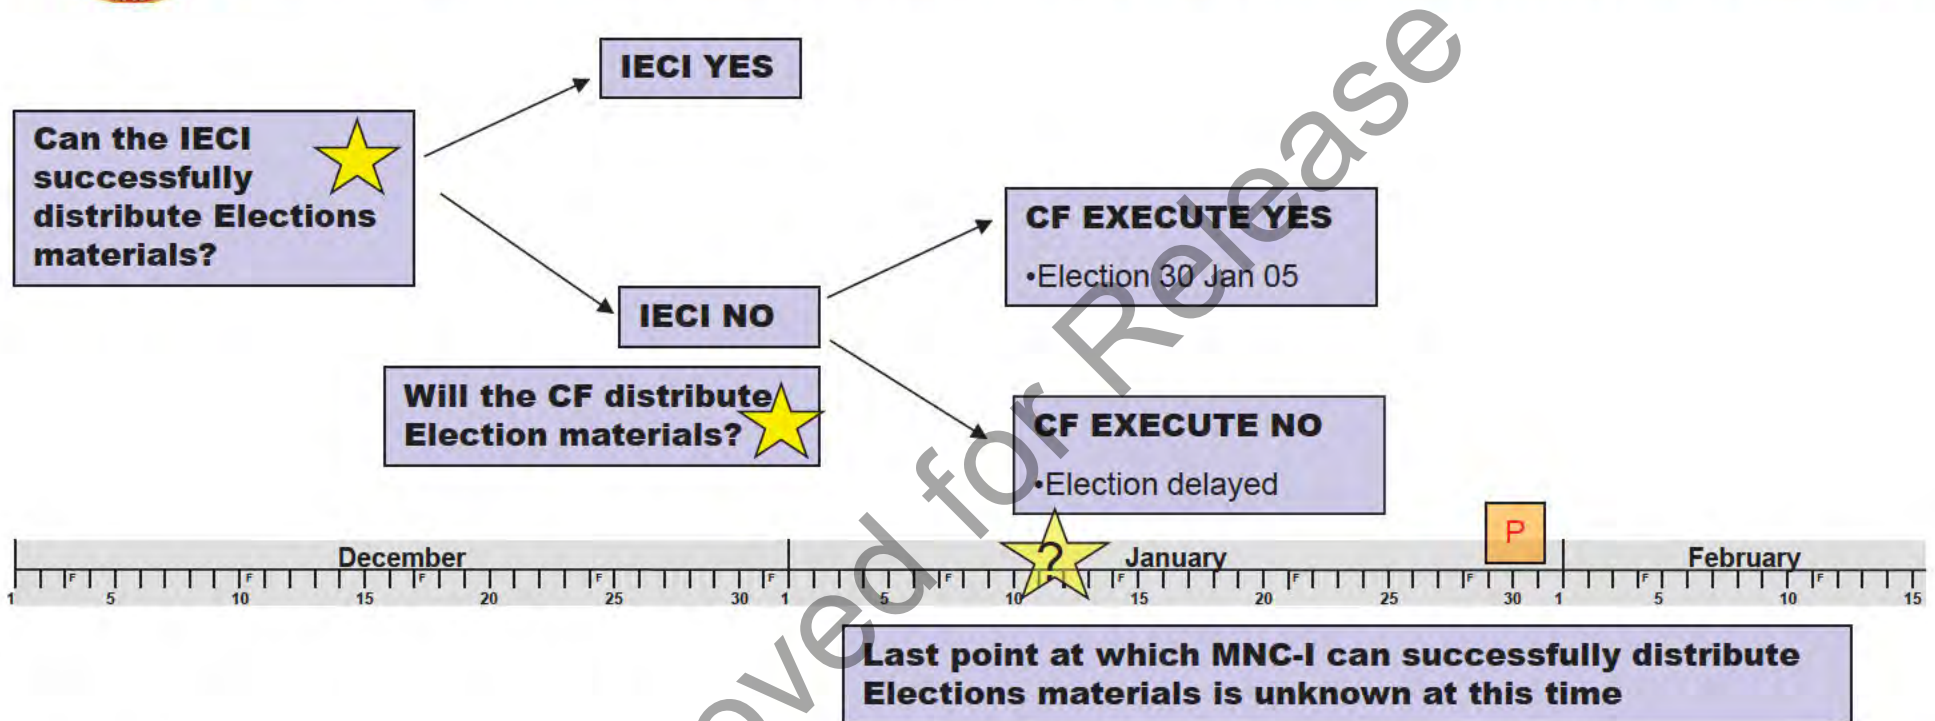 IECI YES
Can the IECI
successfully
distribute Elections
materials?
CF EXECUTE YES
•Election 30 Jan 05
IECI NO
Will the CF distribute
Election materials?
CF EXECUTE NO
•Election delayed
P
?
December January February
F F F F F F F F F F F
1 5 10 15 20 25 30 1 5 10 15 20 25 30 1 5 10 15
Last point at which MNC-I can successfully distribute
Elections materials is unknown at this time
oved for Release